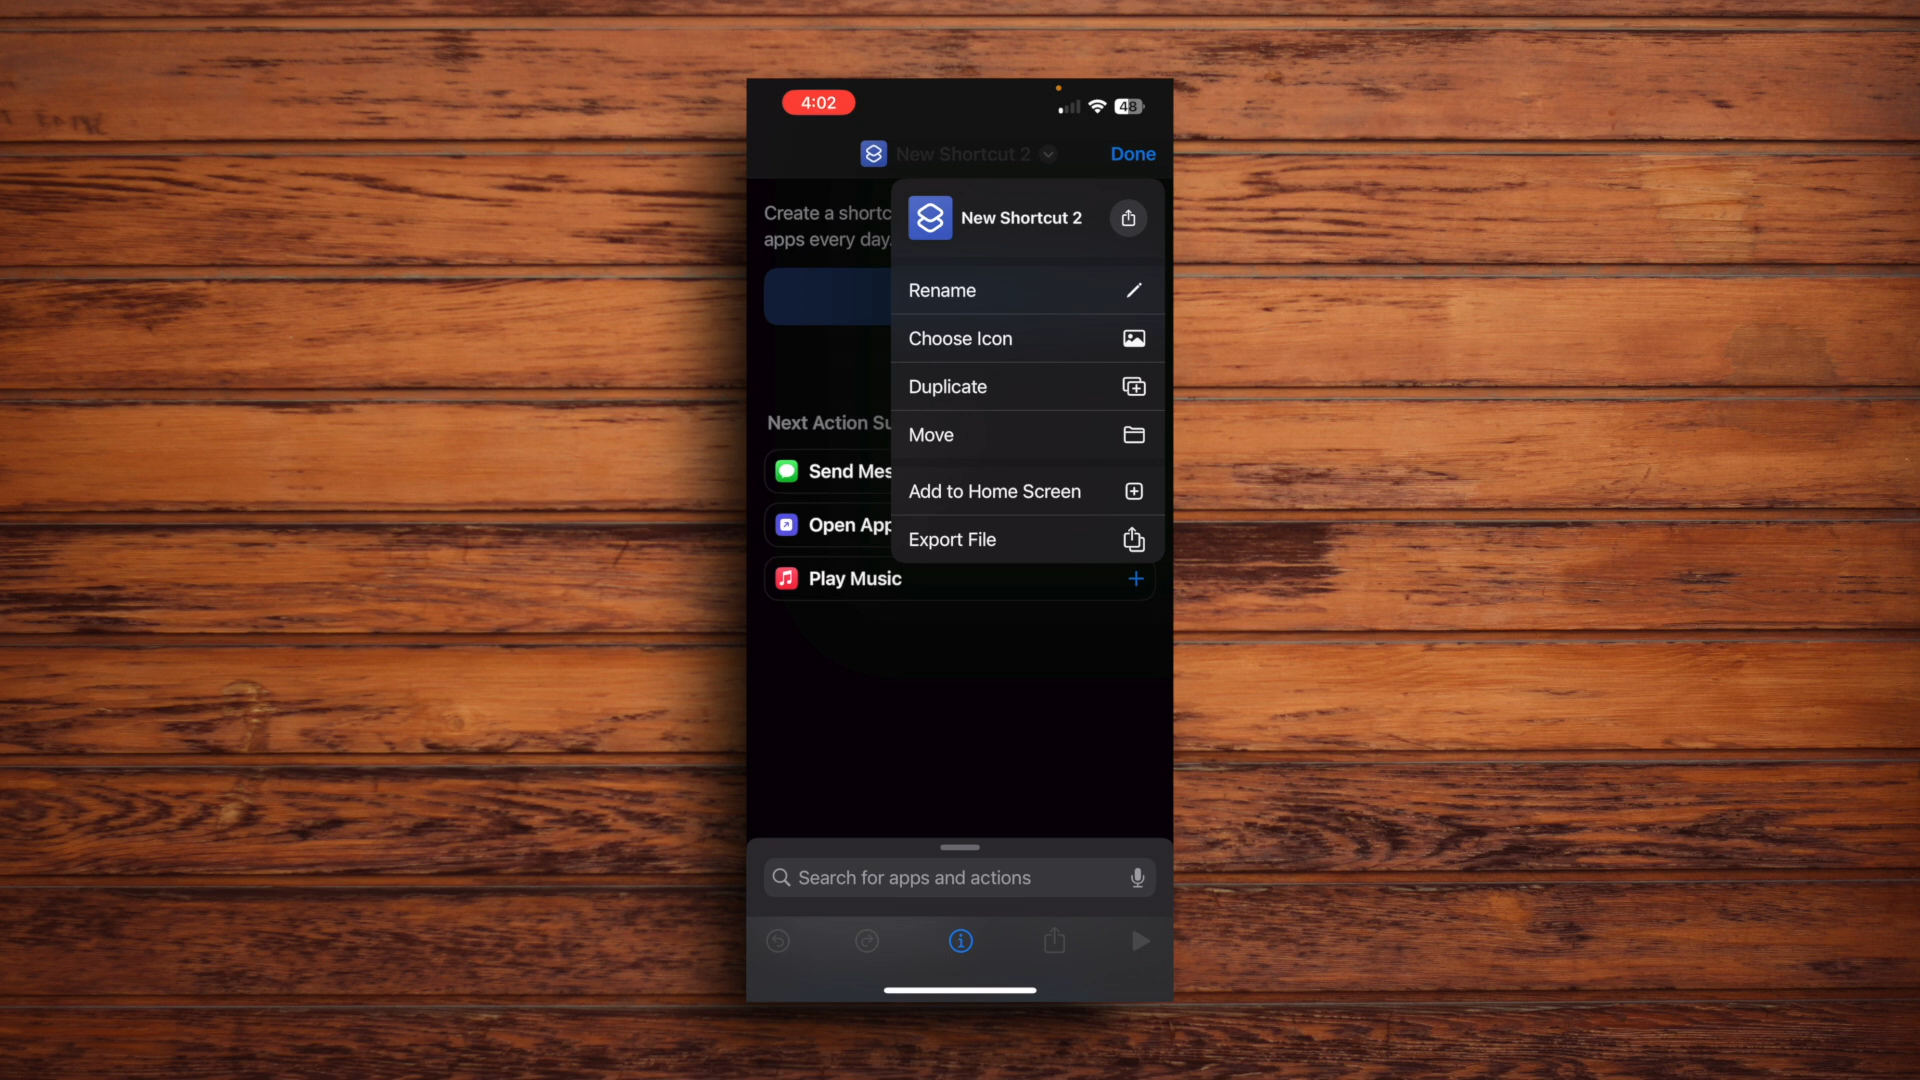 4:02
48
New Shortcut 2
Done
Create a shortc
apps every day.
New Shortcut 2
Rename
Choose Icon
Duplicate
Move
Add to Home Screen
Export File
Next Action Su
Send Mes
Open App
Play Music
Search for apps and actions